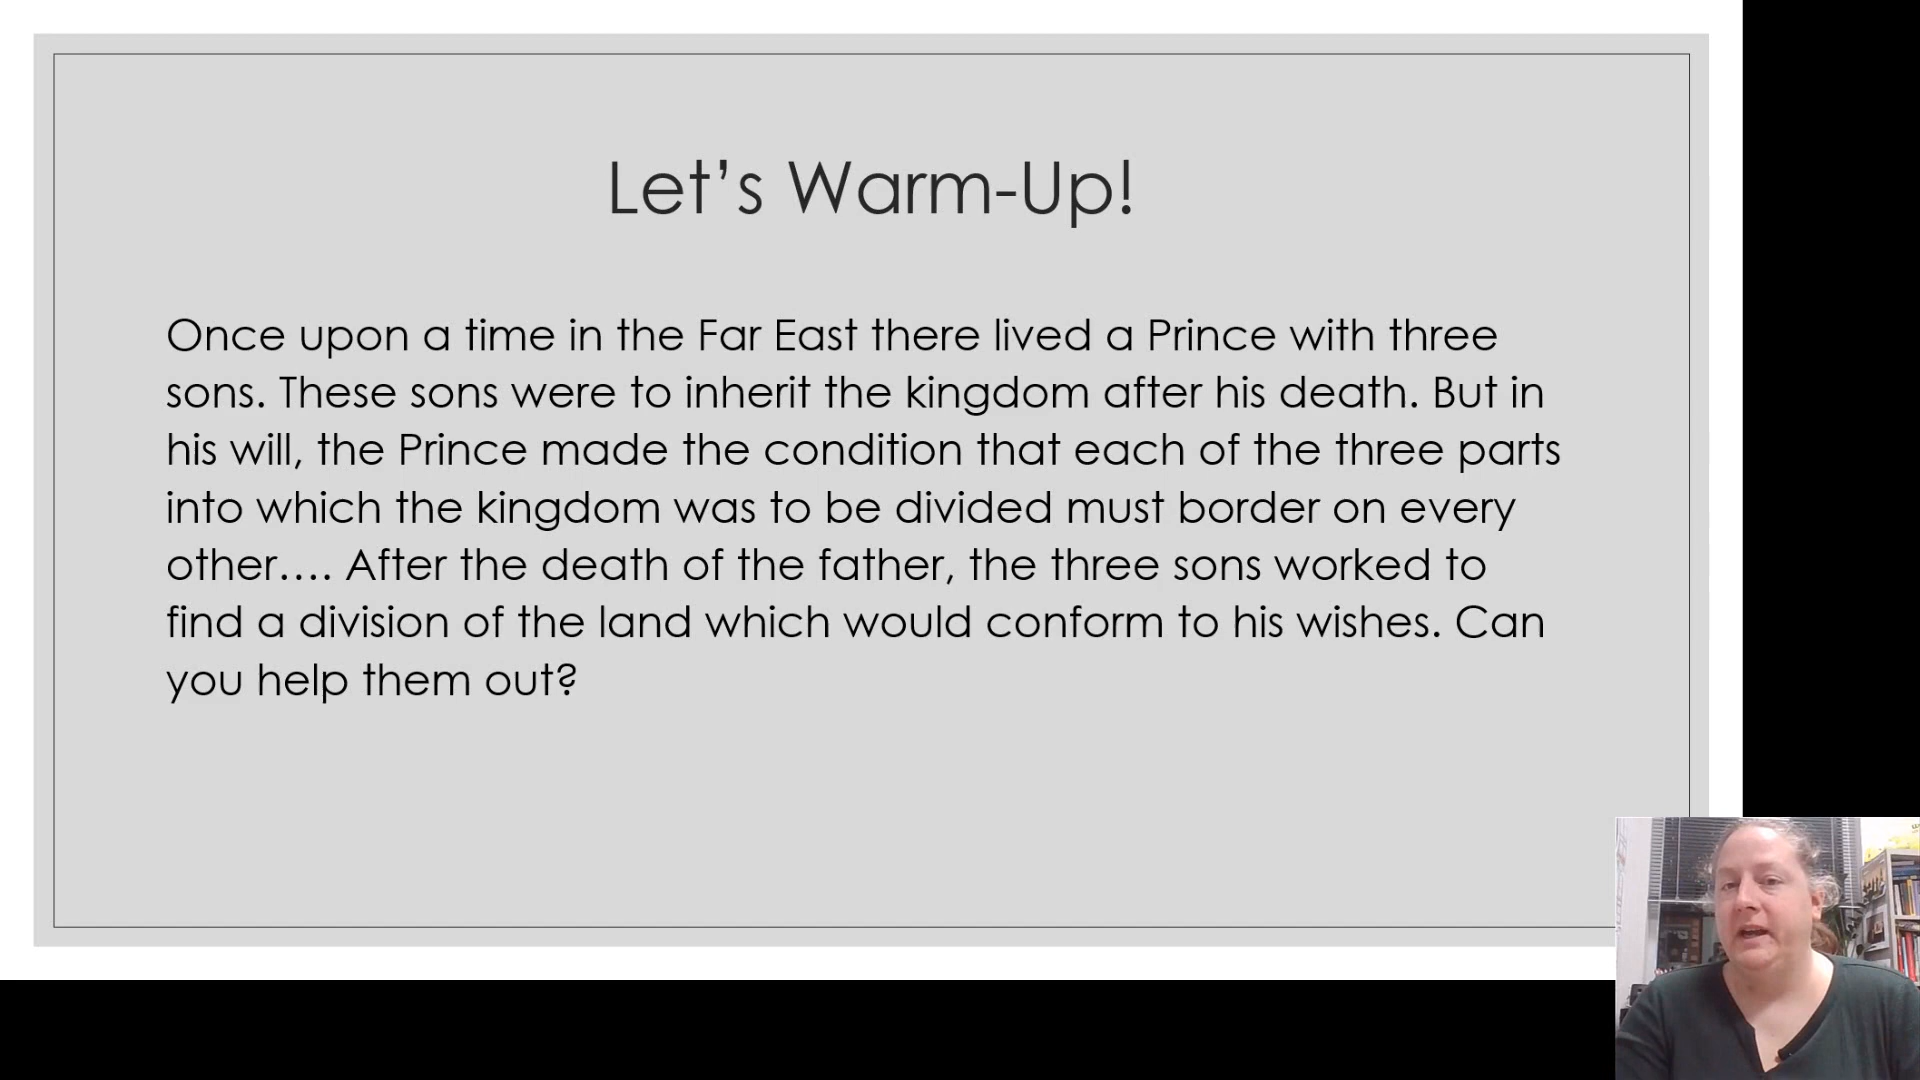 Let’s Warm-Up!
Once upon a time in the Far East there lived a Prince with three
sons. These sons were to inherit the kingdom after his death. But in
his will, the Prince made the condition that each of the three parts
into which the kingdom was to be divided must border on every
other…. After the death of the father, the three sons worked to
find a division of the land which would conform to his wishes. Can
you help them out?